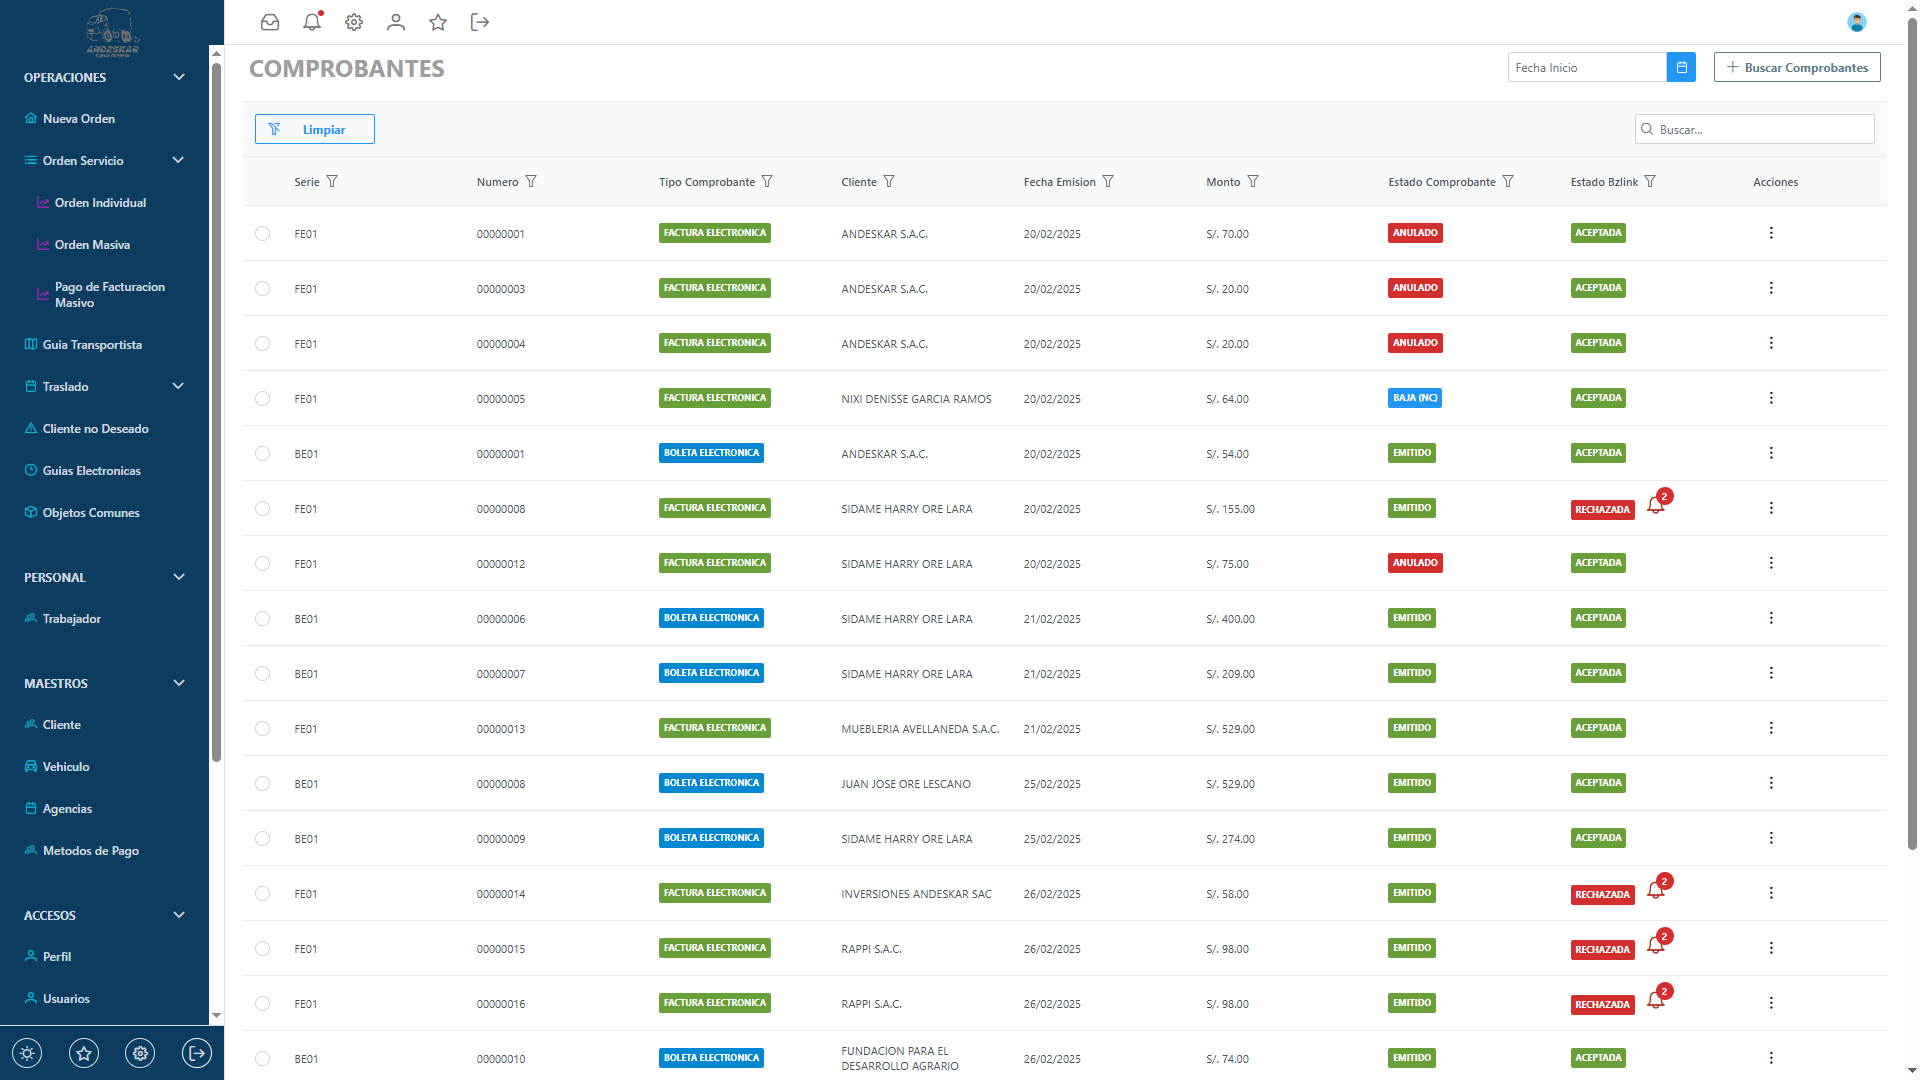 ANDESKAR
OPERACIONES
Nueva Orden
Orden Servicio
Orden Individual
Orden Masiva
Pago de Facturacion
Masivo
Guia Transportista
Traslado
Cliente no Deseado
Guias Electronicas
Objetos Comunes
PERSONAL
Trabajador
MAESTROS
Cliente
Vehiculo
Agencias
Metodos de Pago
ACCESOS
Perfil
Usuarios
COMPROBANTES
Fecha Inicio
Buscar Comprobantes
Limpiar
Buscar...
Serie Numero Tipo Comprobante Cliente Fecha Emision Monto Estado Comprobante Estado Bzlink Acciones
FE01 00000001 FACTURA ELECTRONICA ANDESKAR S.A.C. 20/02/2025 S/. 70.00 ANULADO ACEPTADA
FE01 00000003 FACTURA ELECTRONICA ANDESKAR S.A.C. 20/02/2025 S/. 20.00 ANULADO ACEPTADA
FE01 00000004 FACTURA ELECTRONICA ANDESKAR S.A.C. 20/02/2025 S/. 20.00 ANULADO ACEPTADA
FE01 00000005 FACTURA ELECTRONICA NIXI DENISSE GARCIA RAMOS 20/02/2025 S/. 64.00 BAJA (NC) ACEPTADA
BE01 00000001 BOLETA ELECTRONICA ANDESKAR S.A.C. 20/02/2025 S/. 54.00 EMITIDO ACEPTADA
FE01 00000008 FACTURA ELECTRONICA SIDAME HARRY ORE LARA 20/02/2025 S/. 155.00 EMITIDO RECHAZADA 2
FE01 00000012 FACTURA ELECTRONICA SIDAME HARRY ORE LARA 20/02/2025 S/. 75.00 ANULADO ACEPTADA
BE01 00000006 BOLETA ELECTRONICA SIDAME HARRY ORE LARA 21/02/2025 S/. 400.00 EMITIDO ACEPTADA
BE01 00000007 BOLETA ELECTRONICA SIDAME HARRY ORE LARA 21/02/2025 S/. 209.00 EMITIDO ACEPTADA
FE01 00000013 FACTURA ELECTRONICA MUEBLERIA AVELLANEDA S.A.C. 21/02/2025 S/. 529.00 EMITIDO ACEPTADA
BE01 00000008 BOLETA ELECTRONICA JUAN JOSE ORE LESCANO 25/02/2025 S/. 529.00 EMITIDO ACEPTADA
BE01 00000009 BOLETA ELECTRONICA SIDAME HARRY ORE LARA 25/02/2025 S/. 274.00 EMITIDO ACEPTADA
FE01 00000014 FACTURA ELECTRONICA INVERSIONES ANDESKAR SAC 26/02/2025 S/. 58.00 EMITIDO RECHAZADA 2
FE01 00000015 FACTURA ELECTRONICA RAPPI S.A.C. 26/02/2025 S/. 98.00 EMITIDO RECHAZADA 2
FE01 00000016 FACTURA ELECTRONICA RAPPI S.A.C. 26/02/2025 S/. 98.00 EMITIDO RECHAZADA 2
BE01 00000010 BOLETA ELECTRONICA FUNDACION PARA EL 26/02/2025 S/. 74.00 EMITIDO ACEPTADA
DESARROLLO AGRARIO